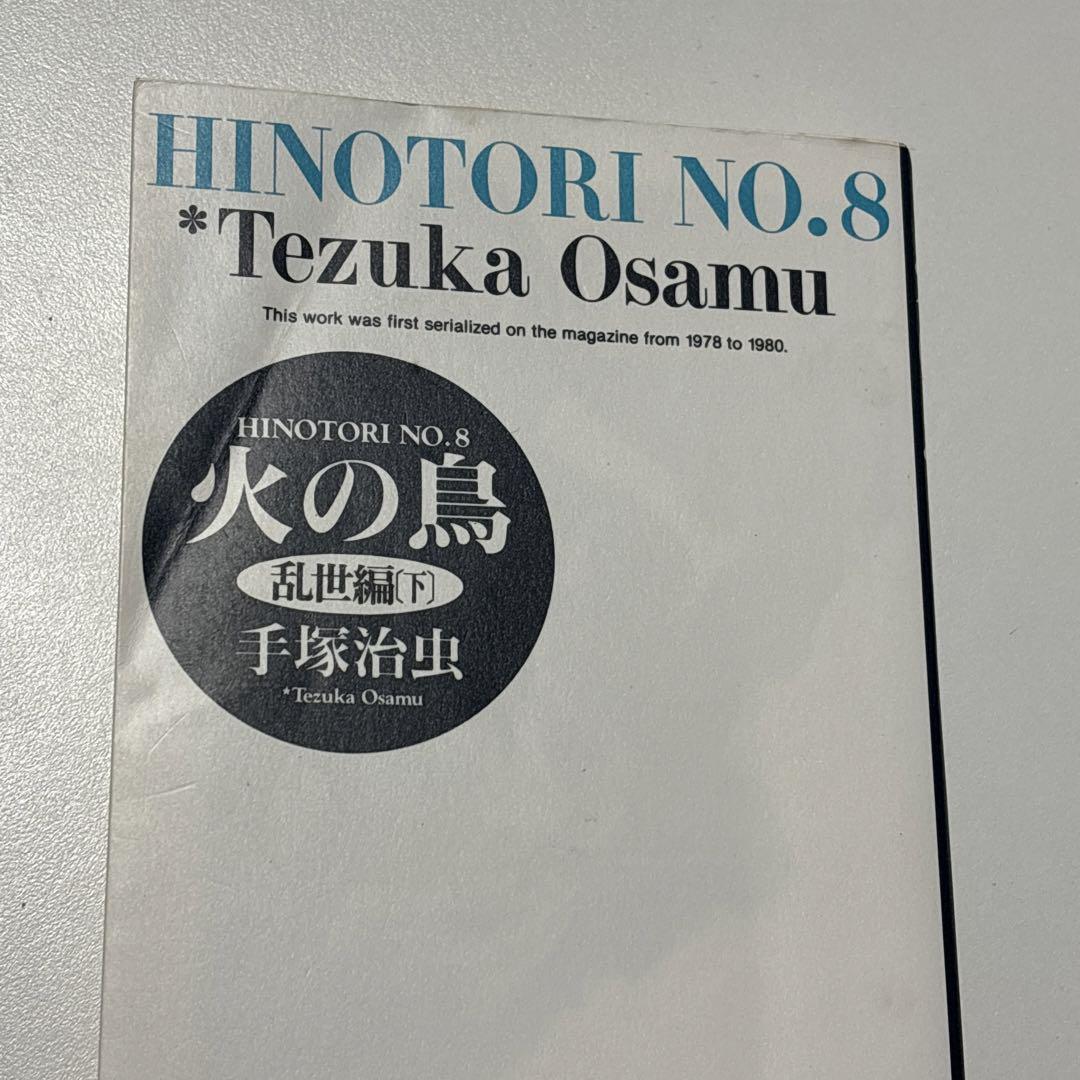 HINOTORI NO.8
*Tezuka Osamu
This work was first serialized on the magazine from 1978 to 1980.
HINOTORI NO.8
火の鳥
乱世編〔下〕
手塚治虫
*Tezuka Osamu